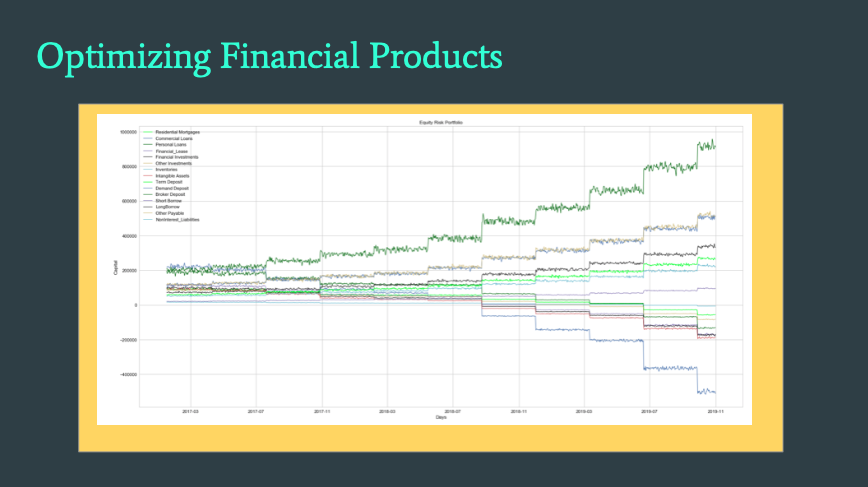 Optimizing Financial Products
Equity Risk Portfolio
1000000
800000
600000
400000
200000
0
-200000
-400000
Capital
Residential Mortgages
Commercial Loans
Personal Loans
Financial_Lease
Financial Investments
Other Investments
Inventories
Intangible Assets
Term Deposit
Demand Deposit
Broker Deposit
Short Borrow
LongBorrow
Other Payable
NonInterest_Liabilities
2017-03
2017-07
2017-11
2018-03
2018-07
2018-11
2019-03
2019-07
2019-11
Days